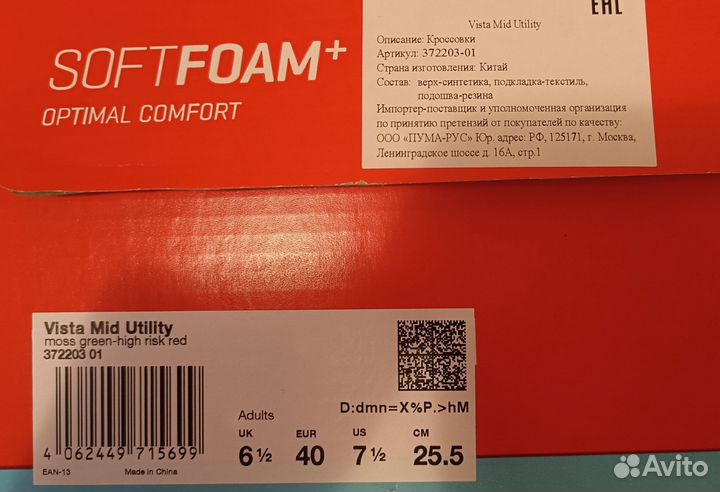 SOFTFOAM+
OPTIMAL COMFORT
EAC
Vista Mid Utility
Описание: Кроссовки
Артикул: 372203-01
Страна изготовления: Китай
Состав: верх-синтетика, подкладка-текстиль,
подошва-резина
Импортер-поставщик и уполномоченная организация
по принятию претензий от покупателей по качеству:
ООО «ПУМА-РУС» Юр. адрес: РФ, 125171, г. Москва,
Ленинградское шоссе д. 16А, стр.1
Vista Mid Utility
moss green-high risk red
372203 01
D:dmn=X%P.>hM
Adults
UK EUR US CM
6½ 40 7½ 25.5
4 062449 715699
EAN-13 Made in China
Avito